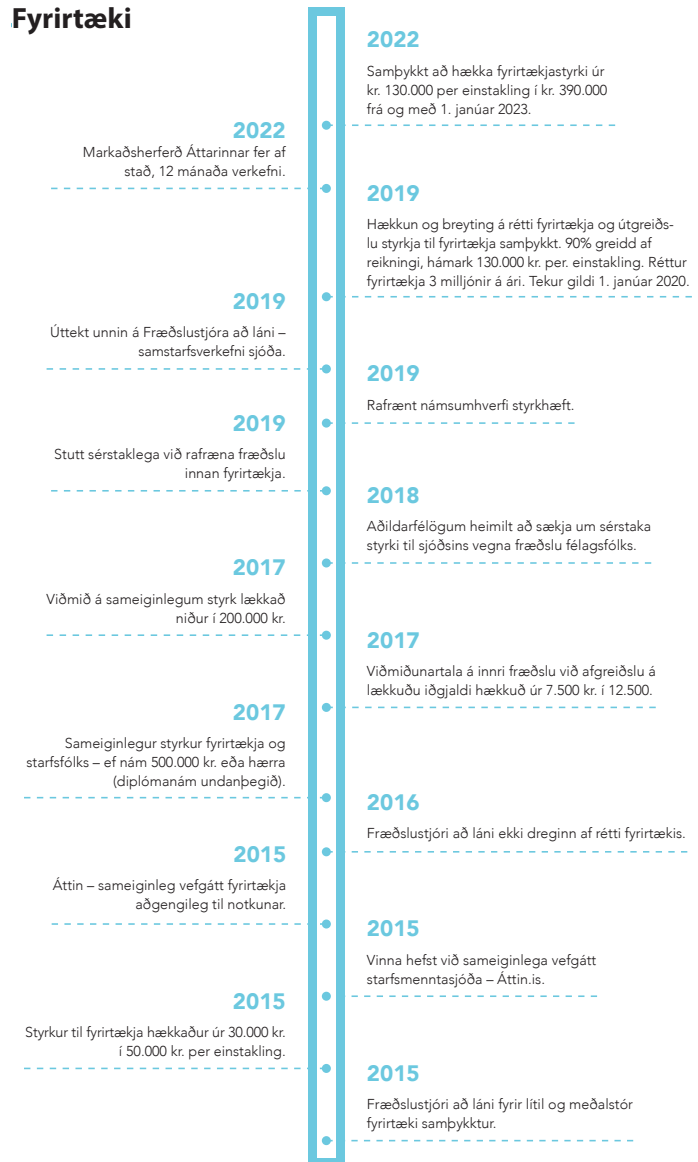 Fyrirtæki
2022
Samþykkt að hækka fyrirtækjastyrki úr
kr. 130.000 per einstakling í kr. 390.000
frá og með 1. janúar 2023.
2022
Markaðsherferð Áttarinnar fer af
stað, 12 mánaða verkefni.
2019
Hækkun og breyting á rétti fyrirtækja og útgreiðs-
lu styrkja til fyrirtækja samþykkt. 90% greidd af
reikningi, hámark 130.000 kr. per. einstakling. Réttur
fyrirtækja 3 milljónir á ári. Tekur gildi 1. janúar 2020.
2019
Úttekt unnin á Fræðslustjóra að láni –
samstarfsverkefni sjóða.
2019
Rafrænt námsumhverfi styrkhæft.
2019
Stutt sérstaklega við rafræna fræðslu
innan fyrirtækja.
2018
Aðildarfélögum heimilt að sækja um sérstaka
styrki til sjóðsins vegna fræðslu félagsfólks.
2017
Viðmið á sameiginlegum styrk lækkað
niður í 200.000 kr.
2017
Viðmiðunartala á innri fræðslu við afgreiðslu á
lækkuðu iðgjaldi hækkuð úr 7.500 kr. í 12.500.
2017
Sameiginlegur styrkur fyrirtækja og
starfsfólks – ef nám 500.000 kr. eða hærra
(diplómanám undanþegið).
2016
Fræðslustjóri að láni ekki dreginn af rétti fyrirtækis.
2015
Áttin – sameiginleg vefgátt fyrirtækja
aðgengileg til notkunar.
2015
Vinna hefst við sameiginlega vefgátt
starfsmenntasjóða – Áttin.is.
2015
Styrkur til fyrirtækja hækkaður úr 30.000 kr.
í 50.000 kr. per einstakling.
2015
Fræðslustjóri að láni fyrir lítil og meðalstór
fyrirtæki samþykktur.